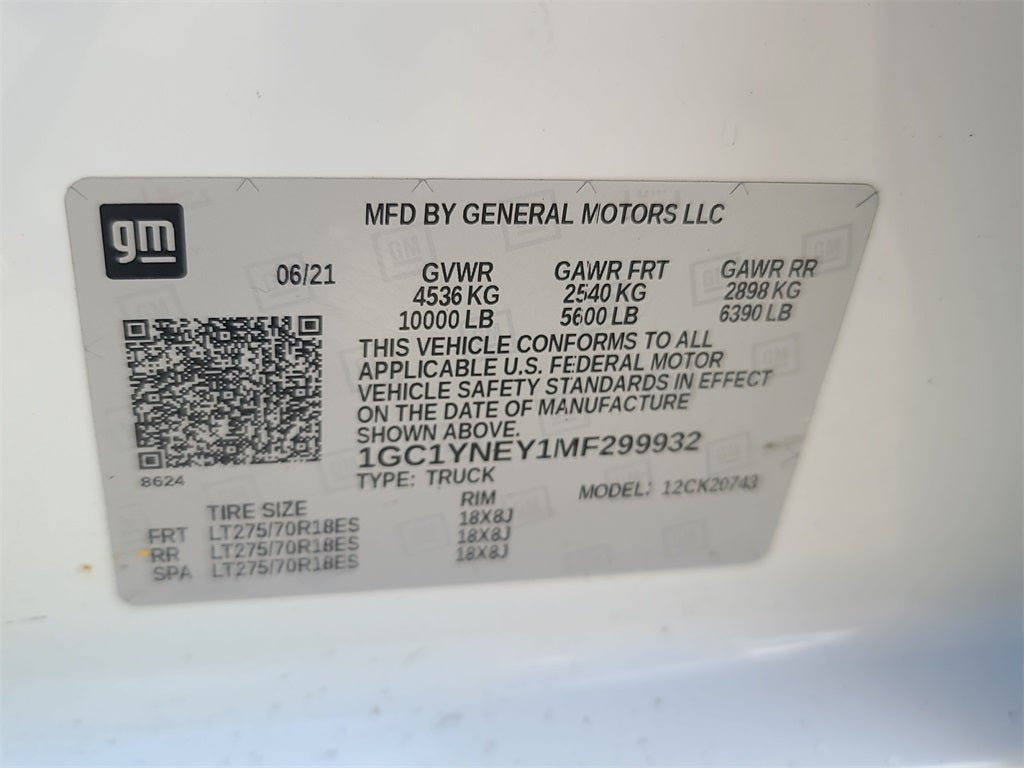 gm
MFD BY GENERAL MOTORS LLC
06/21 GVWR GAWR FRT GAWR RR
4536 KG 2540 KG 2898 KG
10000 LB 5600 LB 6390 LB
THIS VEHICLE CONFORMS TO ALL
APPLICABLE U.S. FEDERAL MOTOR
VEHICLE SAFETY STANDARDS IN EFFECT
ON THE DATE OF MANUFACTURE
SHOWN ABOVE.
1GC1YNEY1MF299932
8624 TYPE: TRUCK MODEL: 12CK20743
TIRE SIZE RIM
FRT LT275/70R18ES 18X8J
RR LT275/70R18ES 18X8J
SPA LT275/70R18ES 18X8J